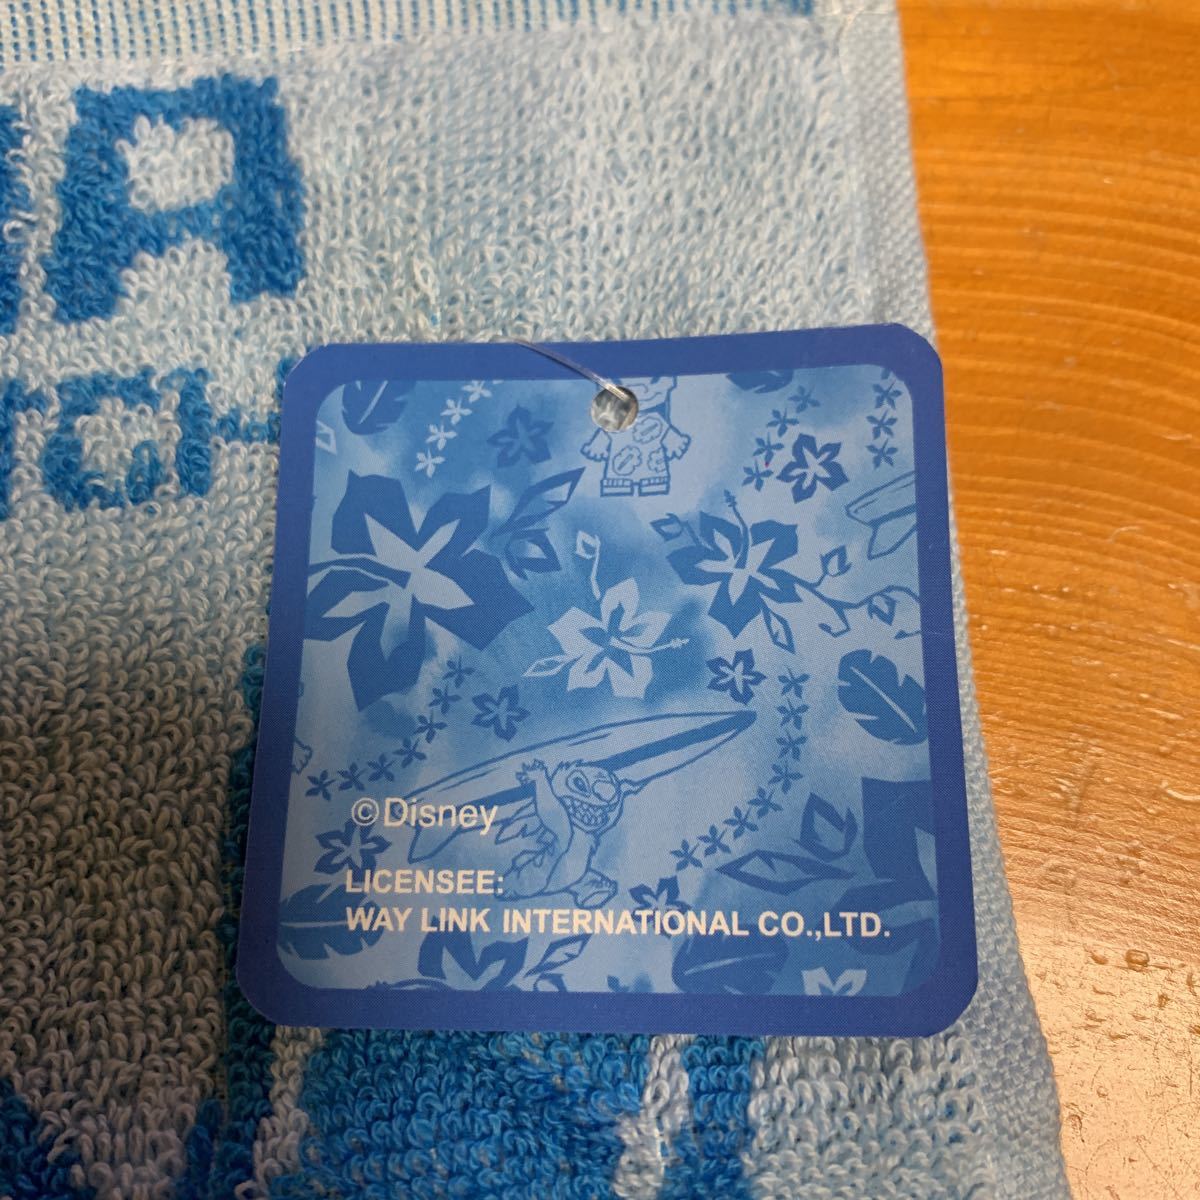 ©Disney
LICENSEE:
WAY LINK INTERNATIONAL CO.,LTD.